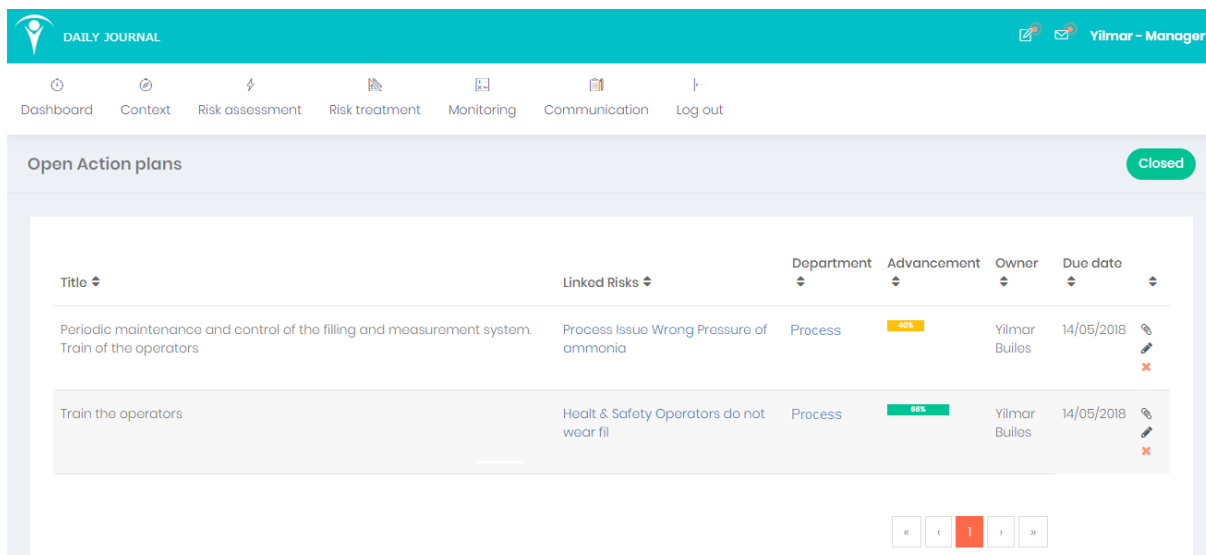 DAILY JOURNAL
Yilmar - Manager
Dashboard Context Risk assessment Risk treatment Monitoring Communication Log out
Open Action plans
Closed
Title
Linked Risks
Department
Advancement
Owner
Due date
Periodic maintenance and control of the filling and measurement system.
Train of the operators
Process Issue Wrong Pressure of
ammonia
Process
40%
Yilmar
Builes
14/05/2018
Train the operators
Healt & Safety Operators do not
wear fil
Process
66%
Yilmar
Builes
14/05/2018
« ‹ 1 › »